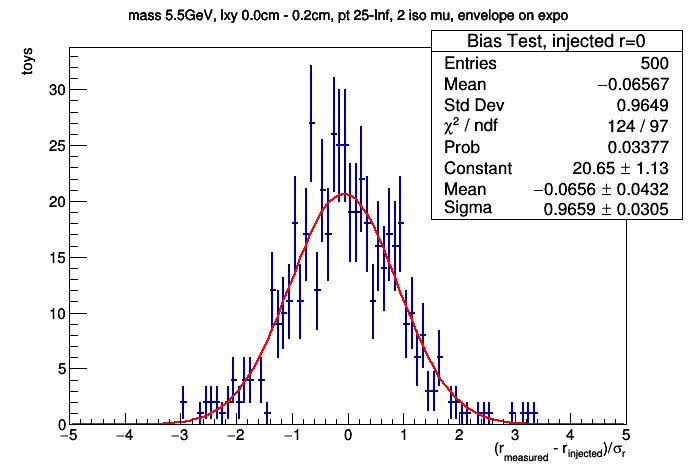 mass 5.5GeV, lxy 0.0cm - 0.2cm, pt 25-Inf, 2 iso mu, envelope on expo
toys
Bias Test, injected r=0
Entries 500
Mean −0.06567
Std Dev 0.9649
χ² / ndf 124 / 97
Prob 0.03377
Constant 20.65 ± 1.13
Mean −0.0656 ± 0.0432
Sigma 0.9659 ± 0.0305
30
25
20
15
10
5
0
−5 −4 −3 −2 −1 0 1 2 3 4 5
(r_measured - r_injected)/σ_r